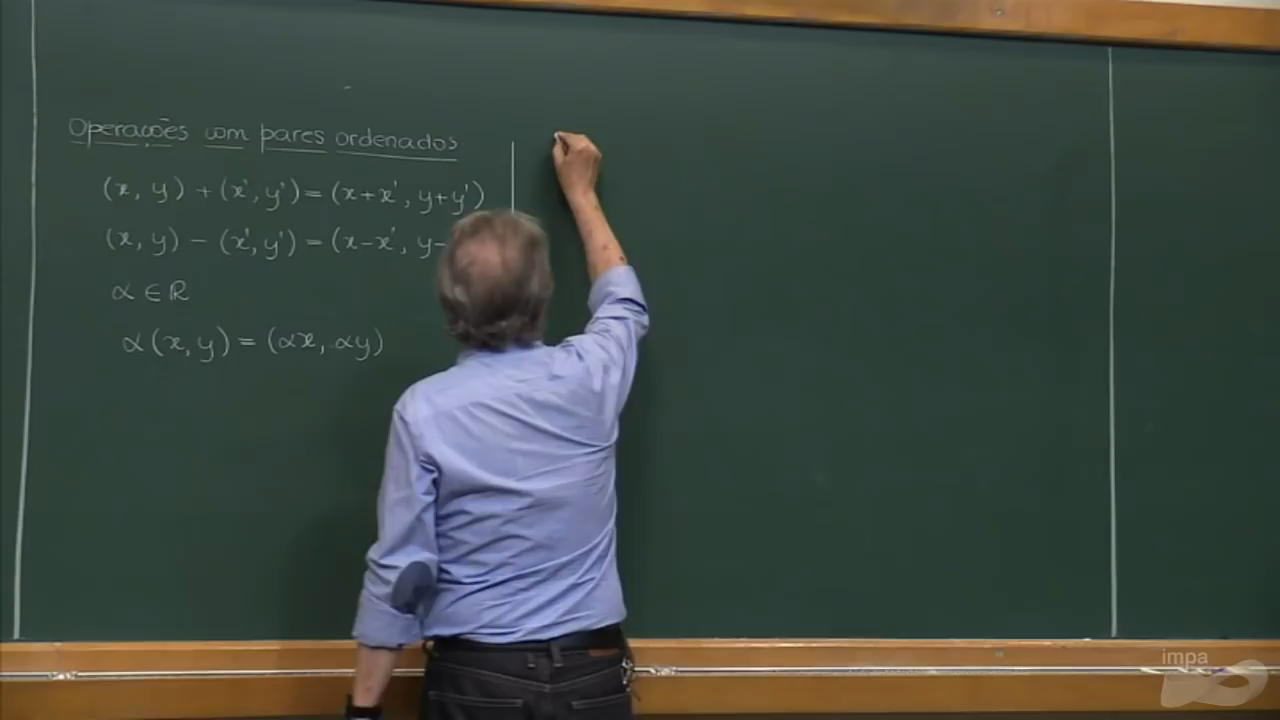 Operações com pares ordenados
(x, y) + (x', y') = (x+x', y+y')
(x, y) - (x', y') = (x-x', y-
α ∈ ℝ
α(x, y) = (αx, αy)
impa